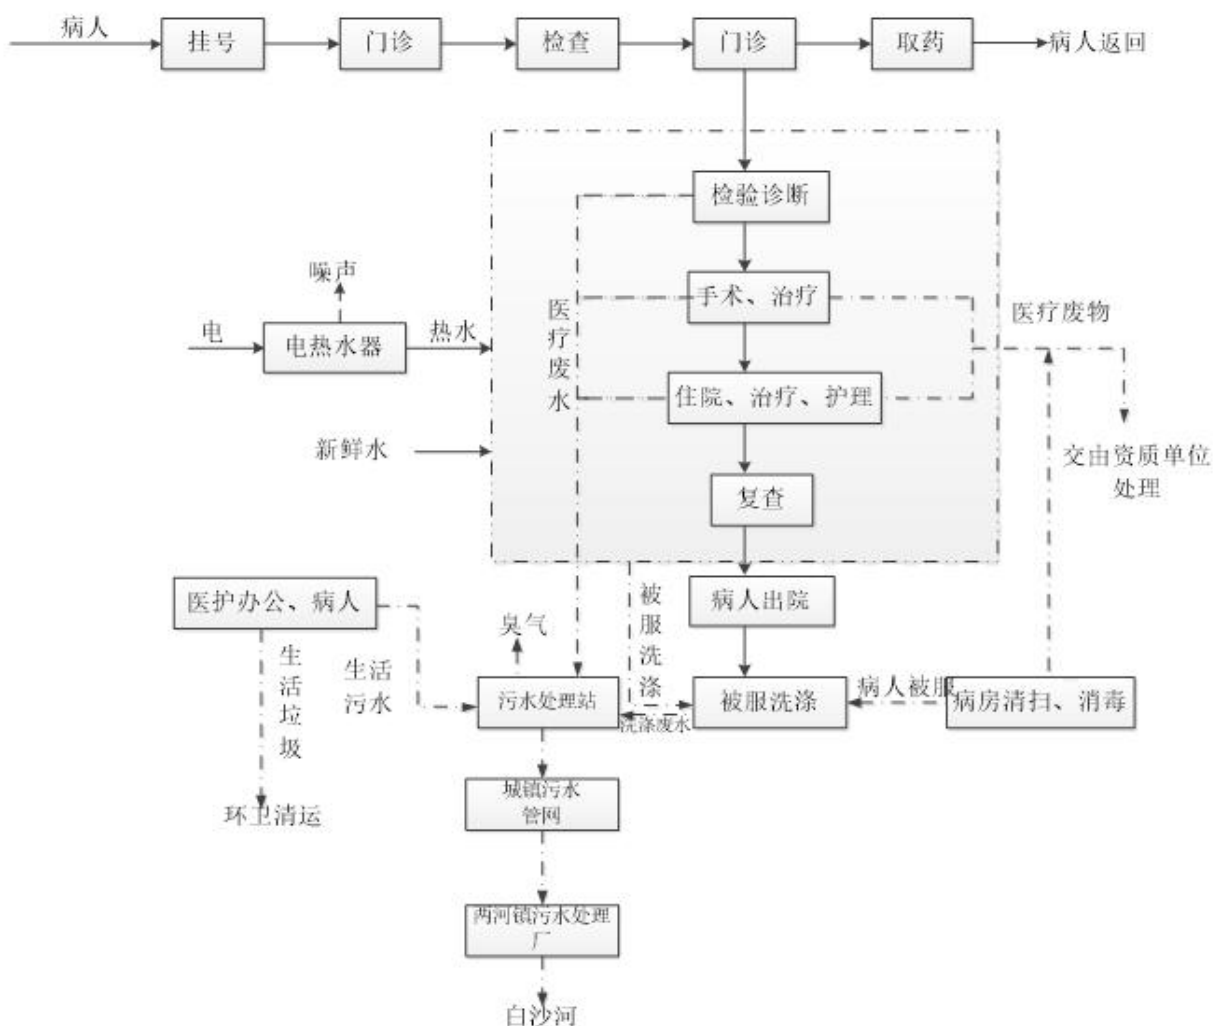 病人
挂号
门诊
检查
门诊
取药
病人返回
检验诊断
噪声
手术、治疗
医疗废物
电
电热水器
热水
医疗废水
住院、治疗、护理
新鲜水
交由资质单位
处理
复查
医护办公、病人
病人出院
被服洗涤
臭气
生活垃圾
生活
污水
污水处理站
洗涤废水
被服洗涤
病人被服
病房清扫、消毒
城镇污水
管网
环卫清运
两河镇污水处理
厂
白沙河